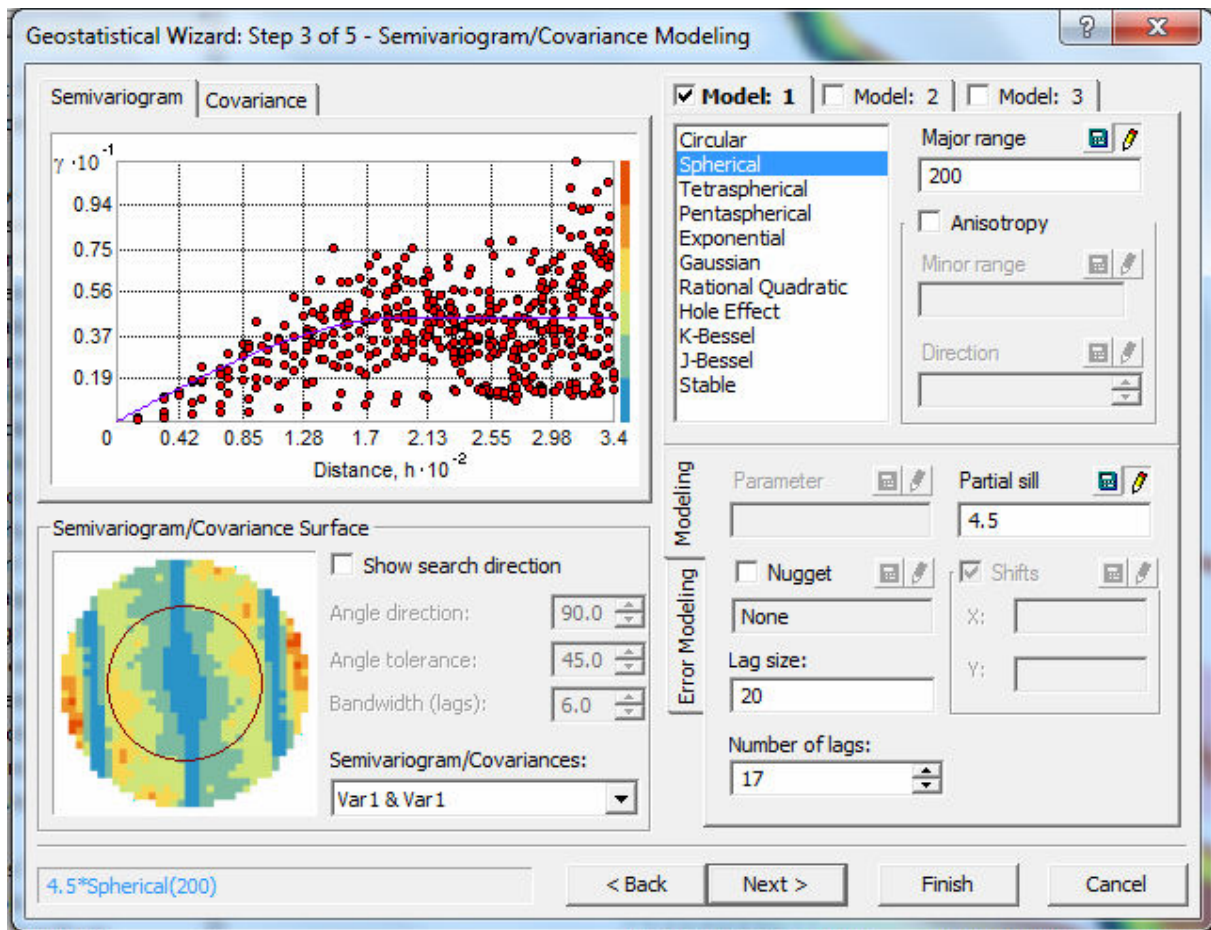 Geostatistical Wizard: Step 3 of 5 - Semivariogram/Covariance Modeling
? X
Semivariogram Covariance
γ·10 -1
0.94
0.75
0.56
0.37
0.19
0 0.42 0.85 1.28 1.7 2.13 2.55 2.98 3.4
Distance, h·10 -2
Semivariogram/Covariance Surface
Show search direction
Angle direction: 90.0
Angle tolerance: 45.0
Bandwidth (lags): 6.0
Semivariogram/Covariances:
Var1 & Var1
Model: 1 Model: 2 Model: 3
Circular
Spherical
Tetraspherical
Pentaspherical
Exponential
Gaussian
Rational Quadratic
Hole Effect
K-Bessel
J-Bessel
Stable
Major range
200
Anisotropy
Minor range
Direction
Modeling
Error Modeling
Parameter
Partial sill
4.5
Nugget
None
Shifts
X:
Y:
Lag size:
20
Number of lags:
17
4.5*Spherical(200)
< Back Next > Finish Cancel